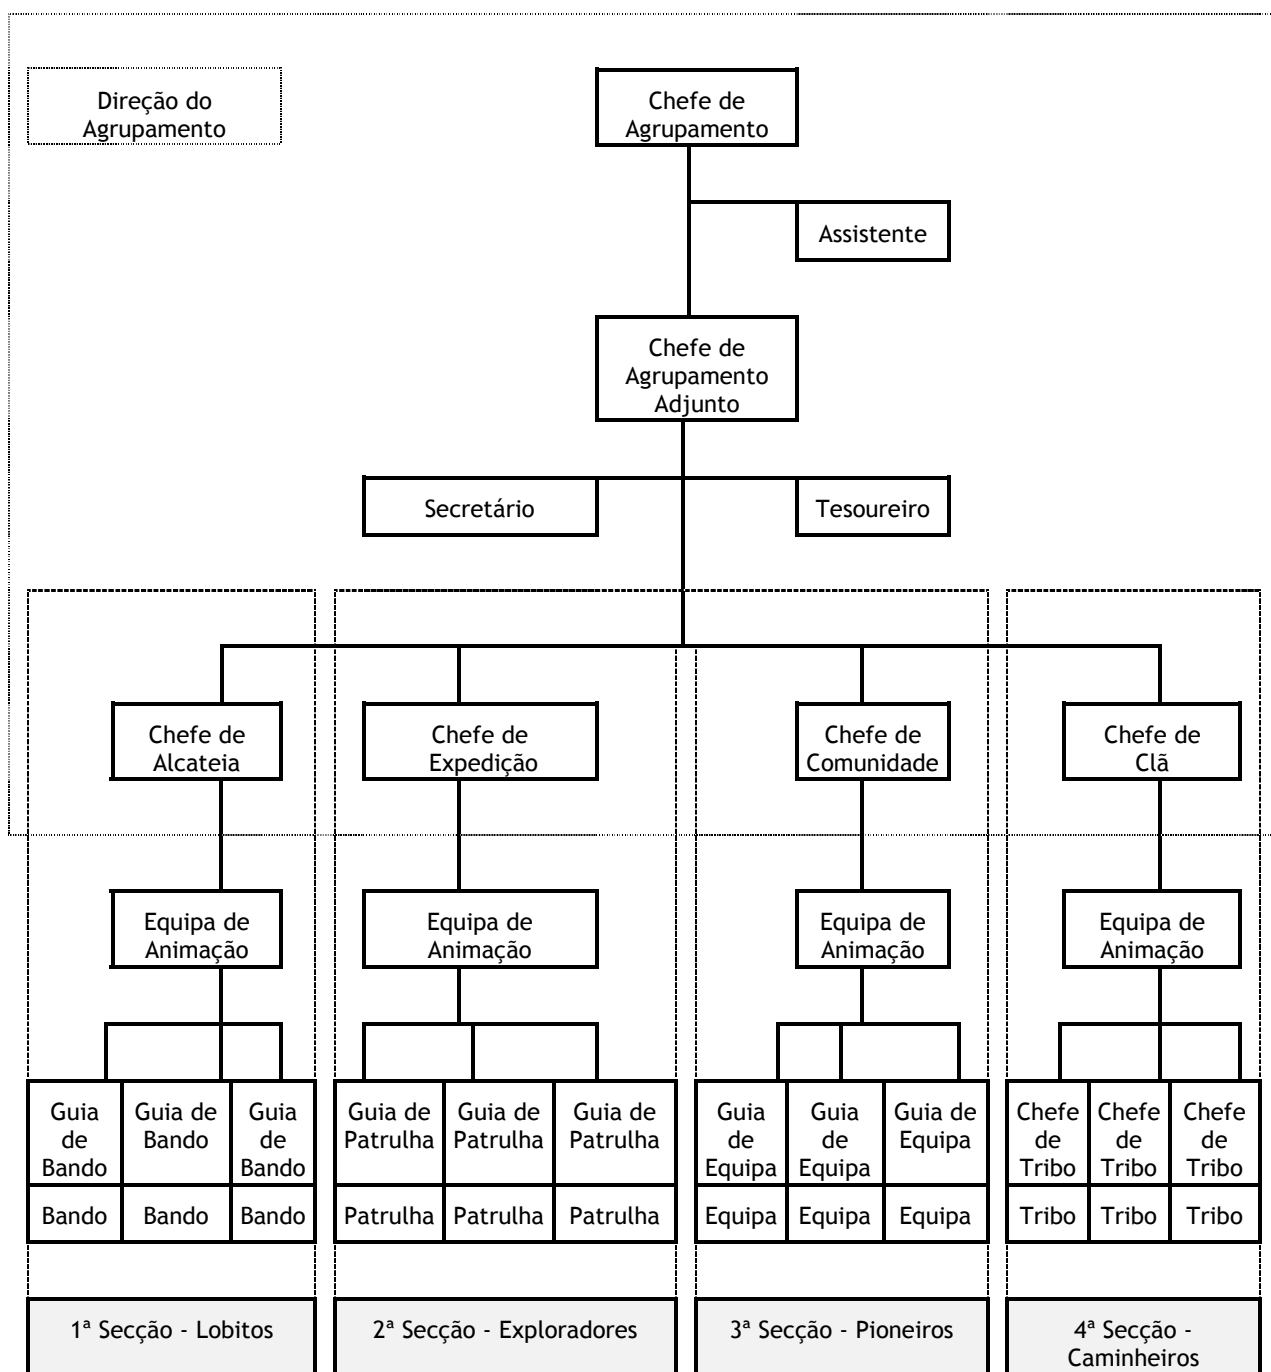 Direção do
Agrupamento
Chefe de
Agrupamento
Assistente
Chefe de
Agrupamento
Adjunto
Secretário
Tesoureiro
Chefe de
Alcateia
Chefe de
Expedição
Chefe de
Comunidade
Chefe de
Clã
Equipa de
Animação
Equipa de
Animação
Equipa de
Animação
Equipa de
Animação
Guia
de
Bando
Guia de
Bando
Guia
de
Bando
Guia de
Patrulha
Guia de
Patrulha
Guia de
Patrulha
Guia
de
Equipa
Guia
de
Equipa
Guia de
Equipa
Chefe
de
Tribo
Chefe
de
Tribo
Chefe
de
Tribo
Bando
Bando
Bando
Patrulha
Patrulha
Patrulha
Equipa
Equipa
Equipa
Tribo
Tribo
Tribo
1ª Secção - Lobitos
2ª Secção - Exploradores
3ª Secção - Pioneiros
4ª Secção -
Caminheiros